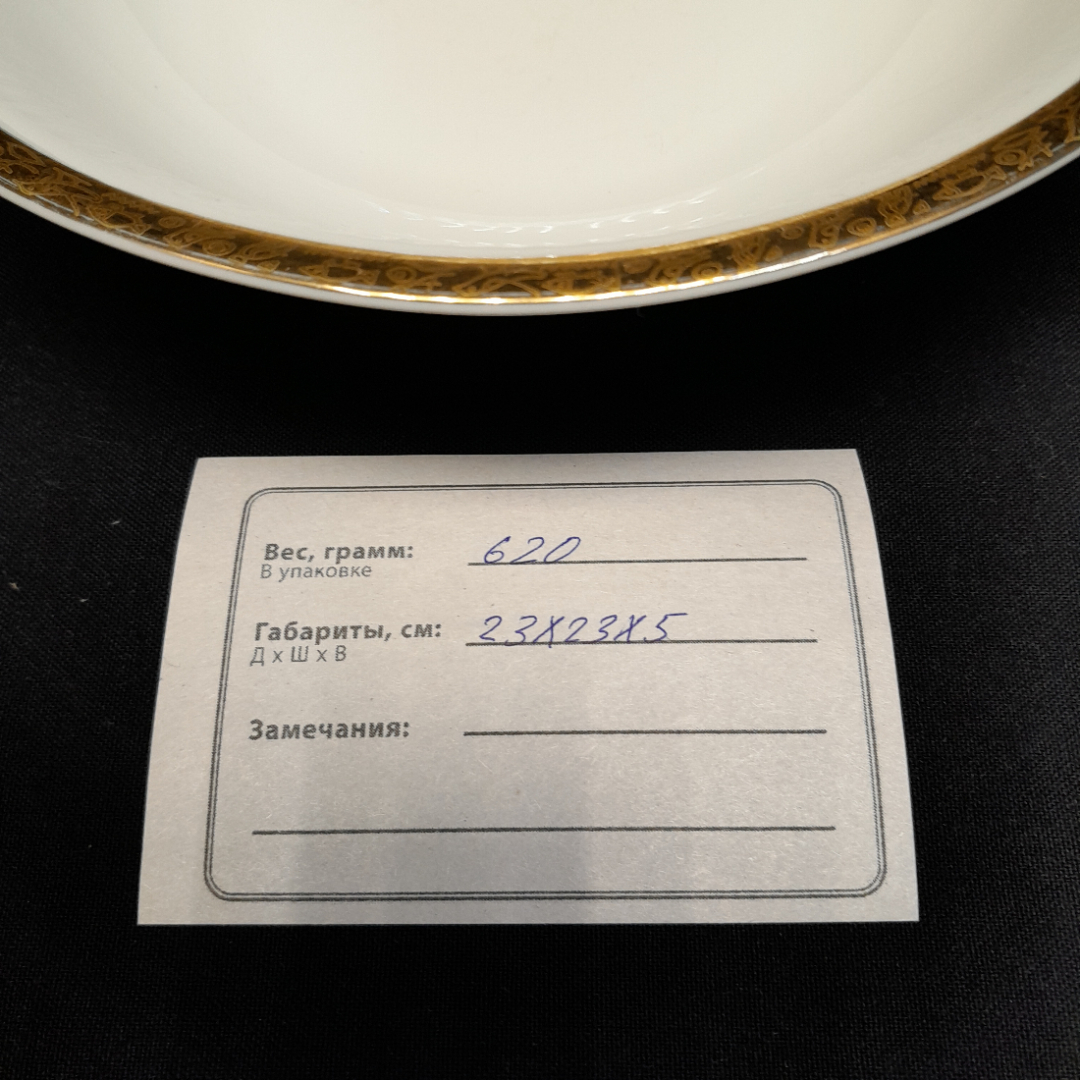 Вес, грамм: 620
В упаковке
Габариты, см: 23X23X5
Д х Ш х В
Замечания: